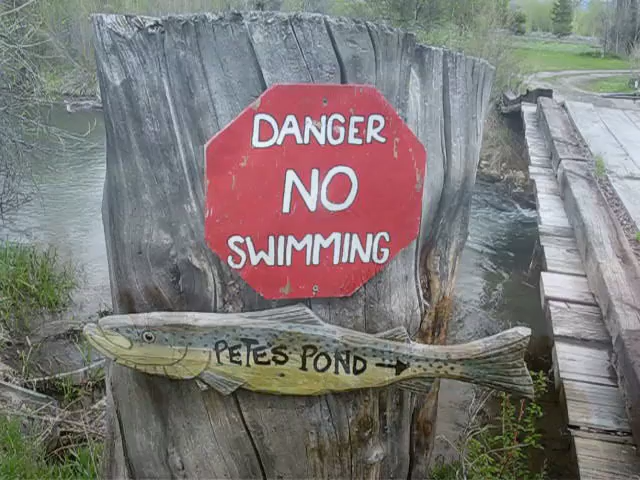 DANGER
NO
SWIMMING
PETES POND →